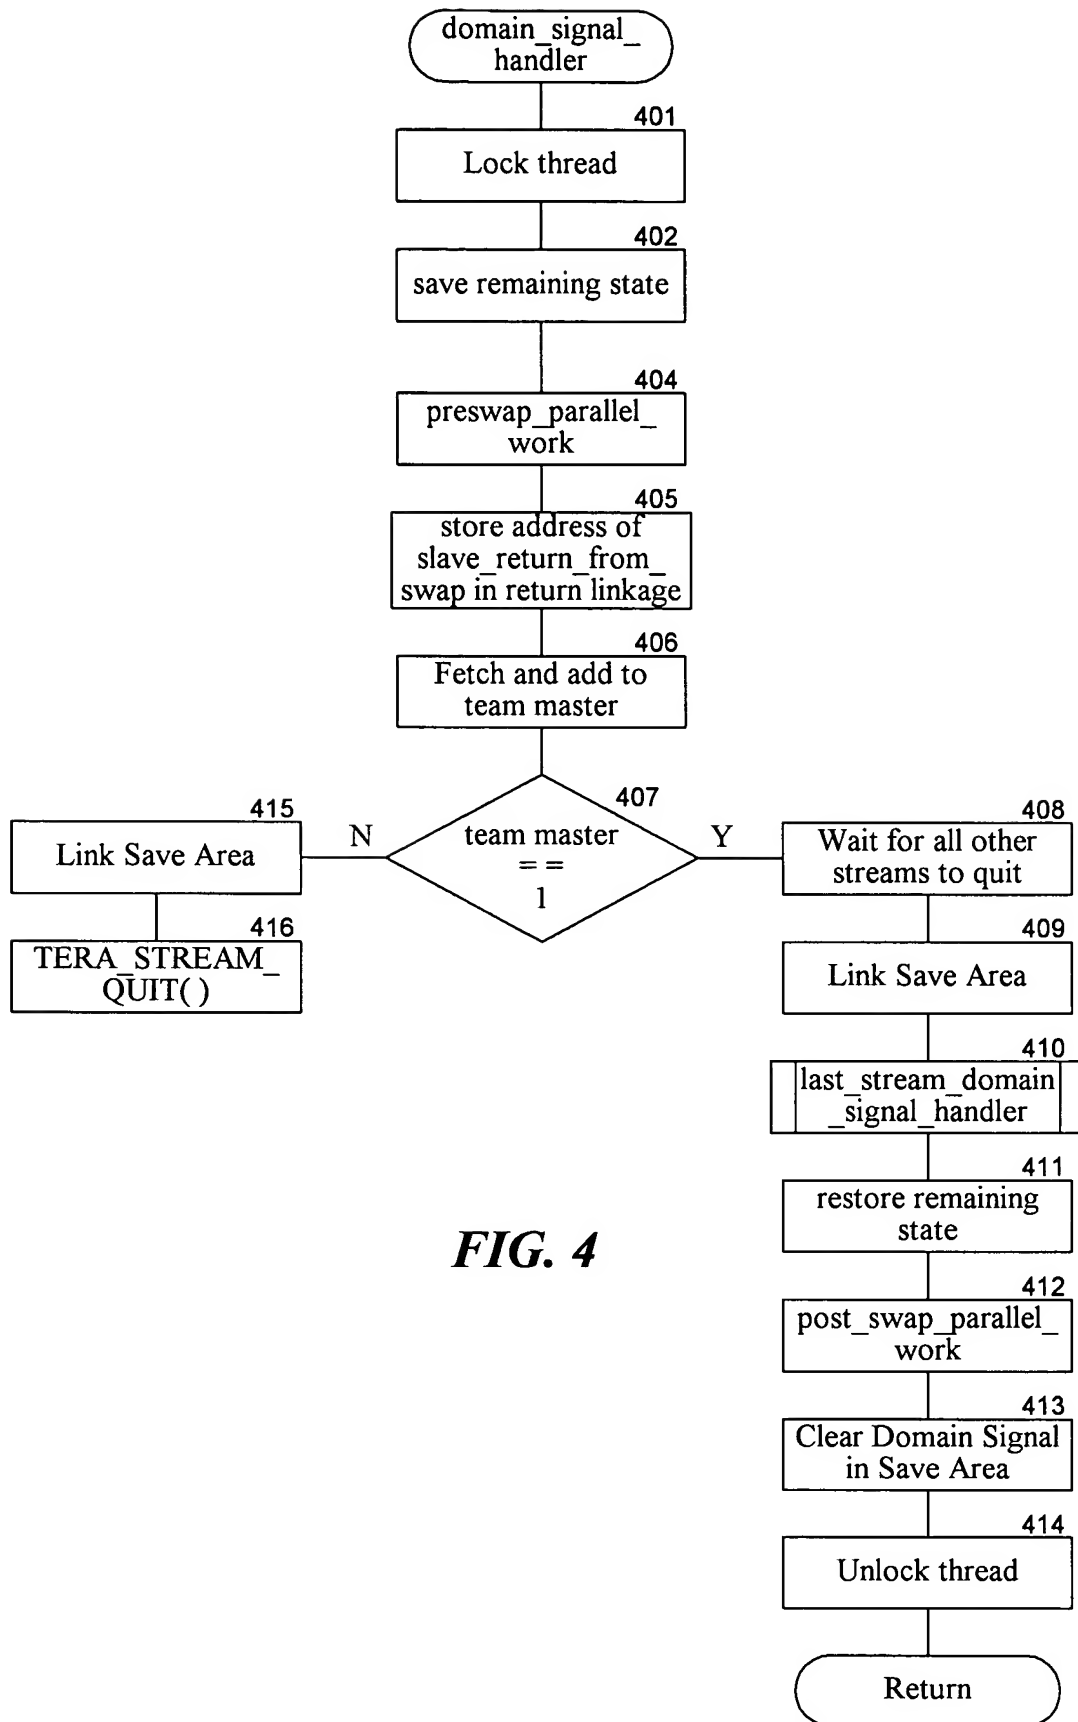 domain_signal_
handler
401
Lock thread
402
save remaining state
404
preswap_parallel_
work
405
store address of
slave_return_from_
swap in return linkage
406
Fetch and add to
team master
407
team master
= =
1
N
Y
415
Link Save Area
416
TERA_STREAM_
QUIT( )
408
Wait for all other
streams to quit
409
Link Save Area
410
last_stream_domain
_signal_handler
411
restore remaining
state
412
post_swap_parallel_
work
413
Clear Domain Signal
in Save Area
414
Unlock thread
Return
FIG. 4